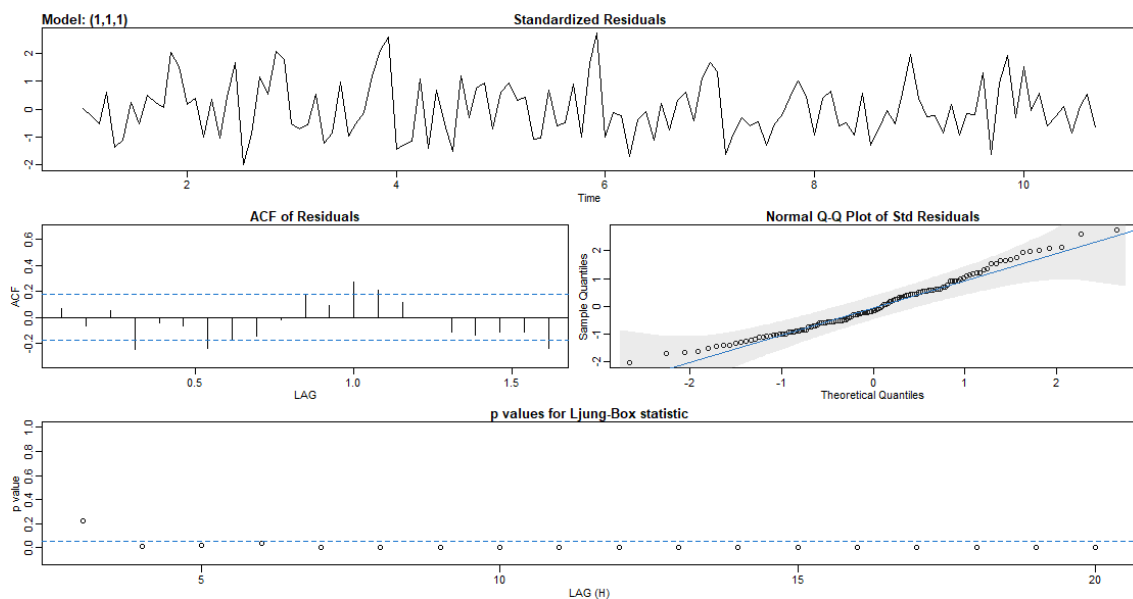 Model: (1,1,1) Standardized Residuals
2
1
0
-1
-2
2 4 6 8 10
Time
ACF of Residuals
ACF
0.6
0.4
0.2
0.0
-0.2
0.5 1.0 1.5
LAG
Normal Q-Q Plot of Std Residuals
Sample Quantiles
2
1
0
-1
-2
-2 -1 0 1 2
Theoretical Quantiles
p values for Ljung-Box statistic
p value
1.0
0.8
0.6
0.4
0.2
0.0
5 10 15 20
LAG (H)